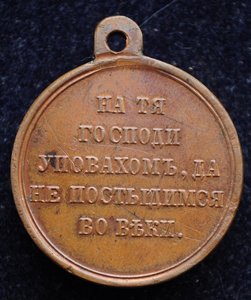 НА ТЯ
ГОСПОДИ
УПОВАХОМЪ, ДА
НЕ ПОСТЫДИМСЯ
ВО ВѢКИ.